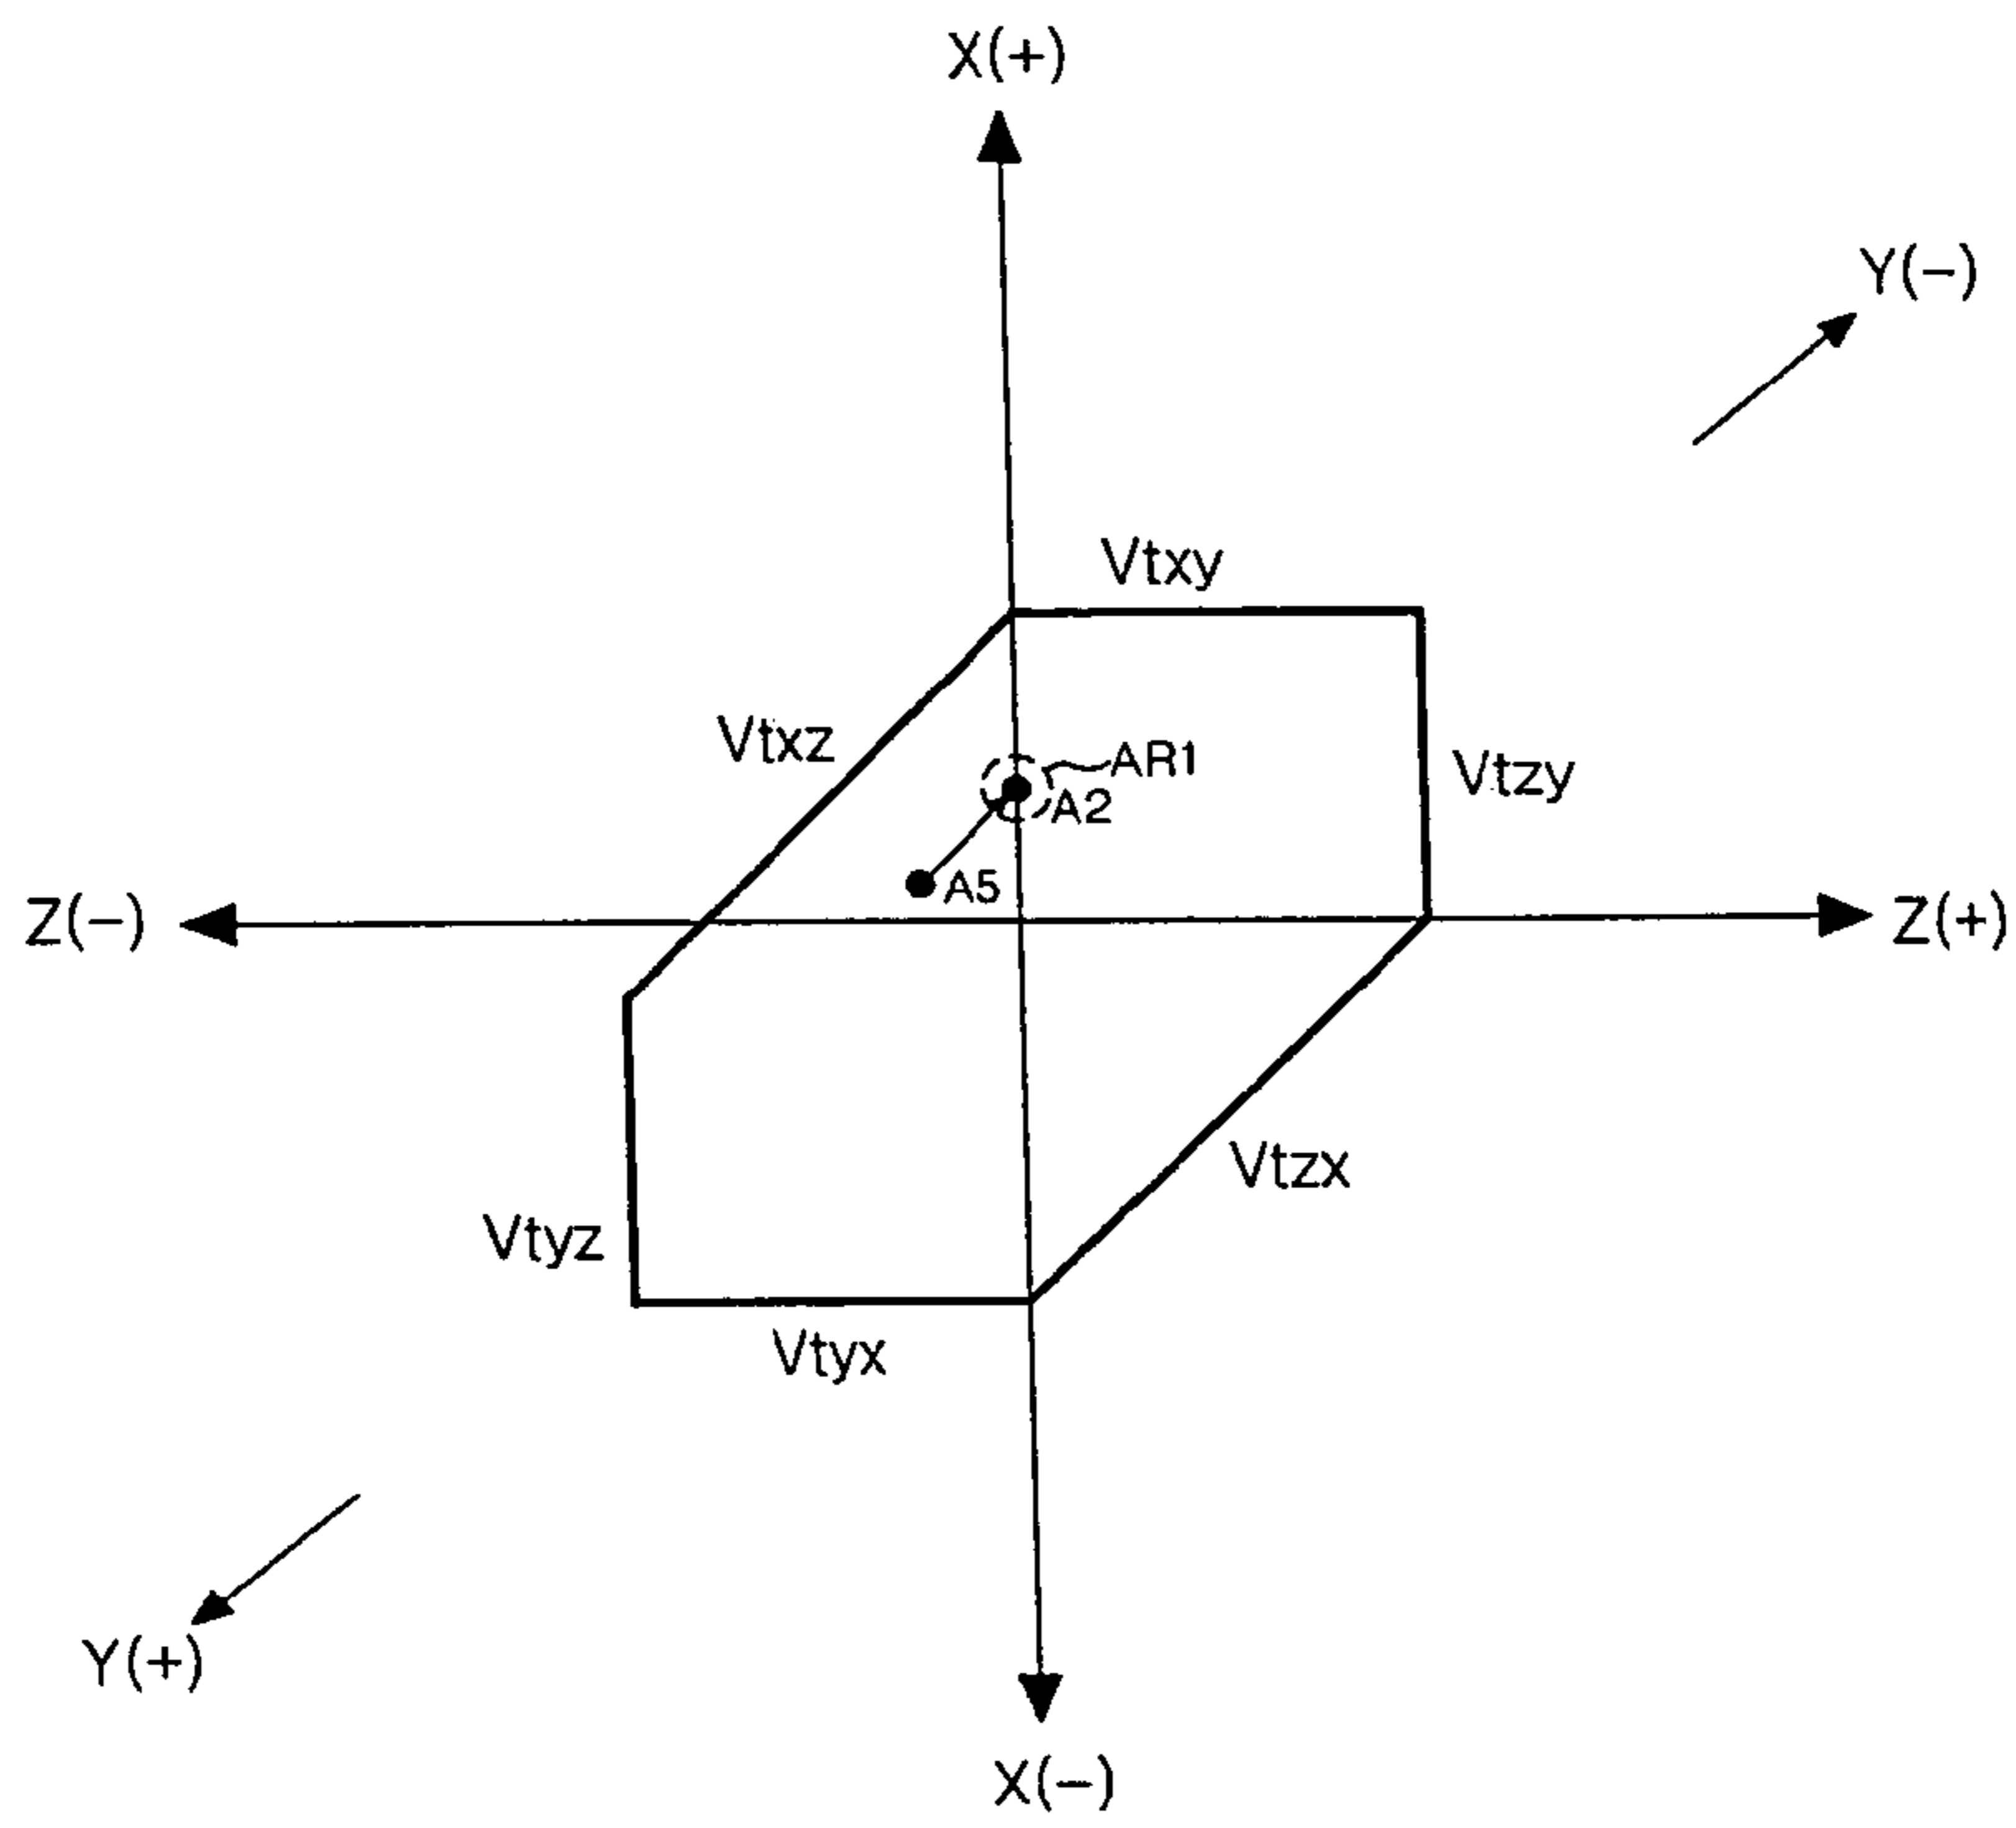 X(+)
Y(−)
Vtxy
Vtxz
AR1
Vtzy
A2
A5
Z(−)
Z(+)
Vtzx
Vtyz
Vtyx
Y(+)
X(−)